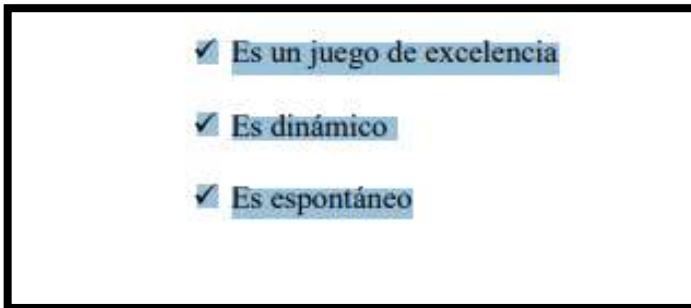 ✓ Es un juego de excelencia
✓ Es dinámico
✓ Es espontáneo